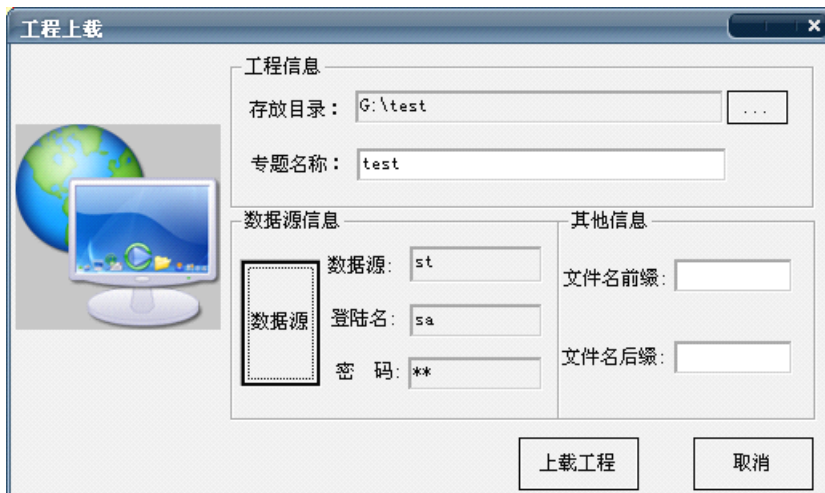 工程上载
工程信息
存放目录： G:\test ...
专题名称： test
数据源信息
数据源
数据源: st
登陆名: sa
密 码: **
其他信息
文件名前缀:
文件名后缀:
上载工程 取消